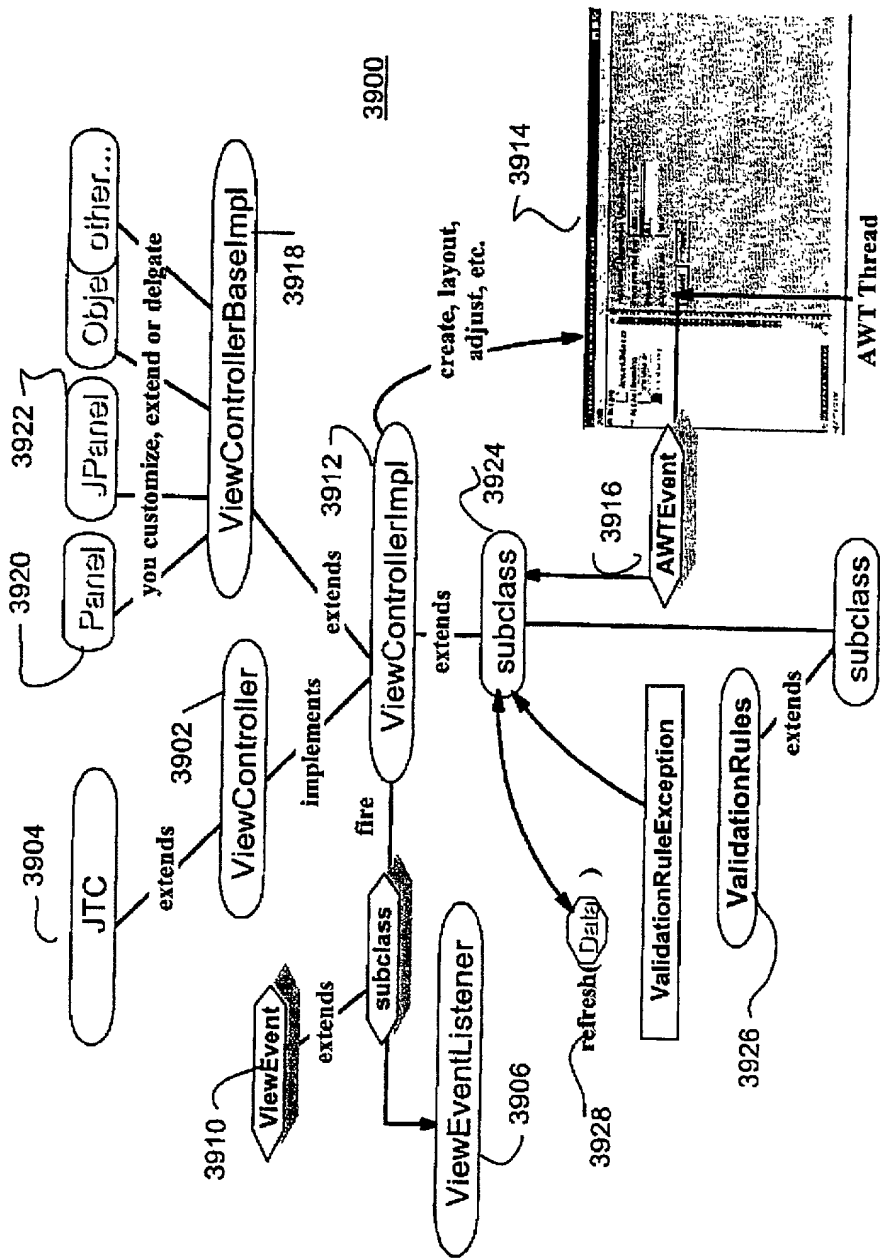 3904
JTC
extends
3902
ViewController
implements
3920
Panel
3922
JPanel
Obje
other...
you customize, extend or delgate
ViewControllerBaseImpl
3918
extends
3900
3910
ViewEvent
extends
subclass
fire
3912
ViewControllerImpl
create, layout,
adjust, etc.
3914
ViewEventListener
3906
extends
3924
subclass
3916
AWTEvent
AWT Thread
refresh( Data )
3928
ValidationRuleException
ValidationRules
3926
extends
subclass